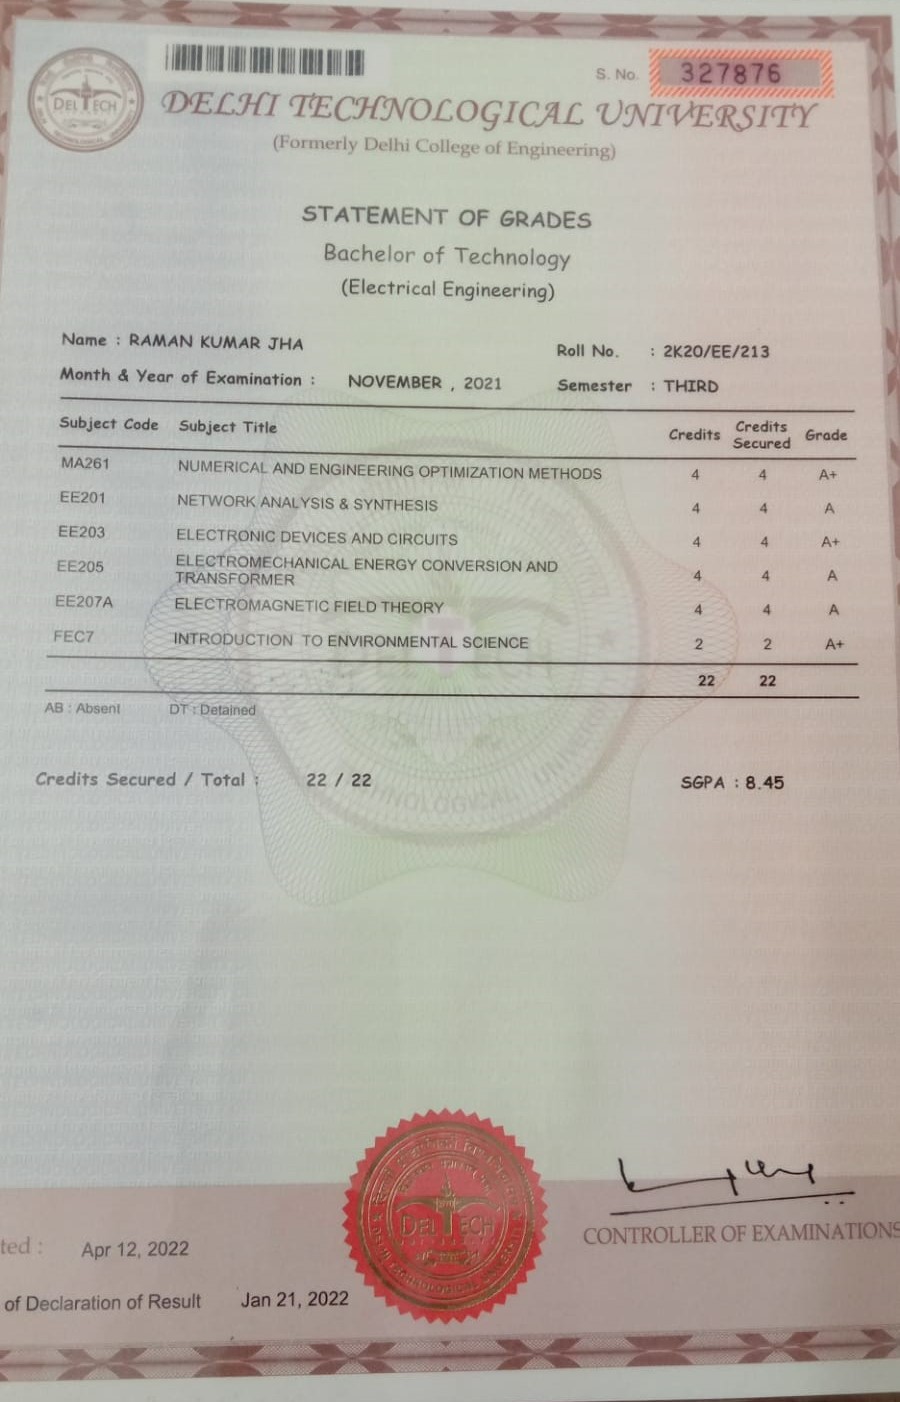 S. No. 327876
DELTECH
DELHI TECHNOLOGICAL UNIVERSITY
(Formerly Delhi College of Engineering)
STATEMENT OF GRADES
Bachelor of Technology
(Electrical Engineering)
Name : RAMAN KUMAR JHA
Roll No. : 2K20/EE/213
Month & Year of Examination : NOVEMBER , 2021
Semester : THIRD
Subject Code Subject Title Credits Credits Secured Grade
MA261 NUMERICAL AND ENGINEERING OPTIMIZATION METHODS 4 4 A+
EE201 NETWORK ANALYSIS & SYNTHESIS 4 4 A
EE203 ELECTRONIC DEVICES AND CIRCUITS 4 4 A+
EE205 ELECTROMECHANICAL ENERGY CONVERSION AND
TRANSFORMER 4 4 A
EE207A ELECTROMAGNETIC FIELD THEORY 4 4 A
FEC7 INTRODUCTION TO ENVIRONMENTAL SCIENCE 2 2 A+
22 22
AB : Absent DT : Detained
Credits Secured / Total : 22 / 22 SGPA : 8.45
DELTECH
CONTROLLER OF EXAMINATIONS
ted : Apr 12, 2022
of Declaration of Result Jan 21, 2022